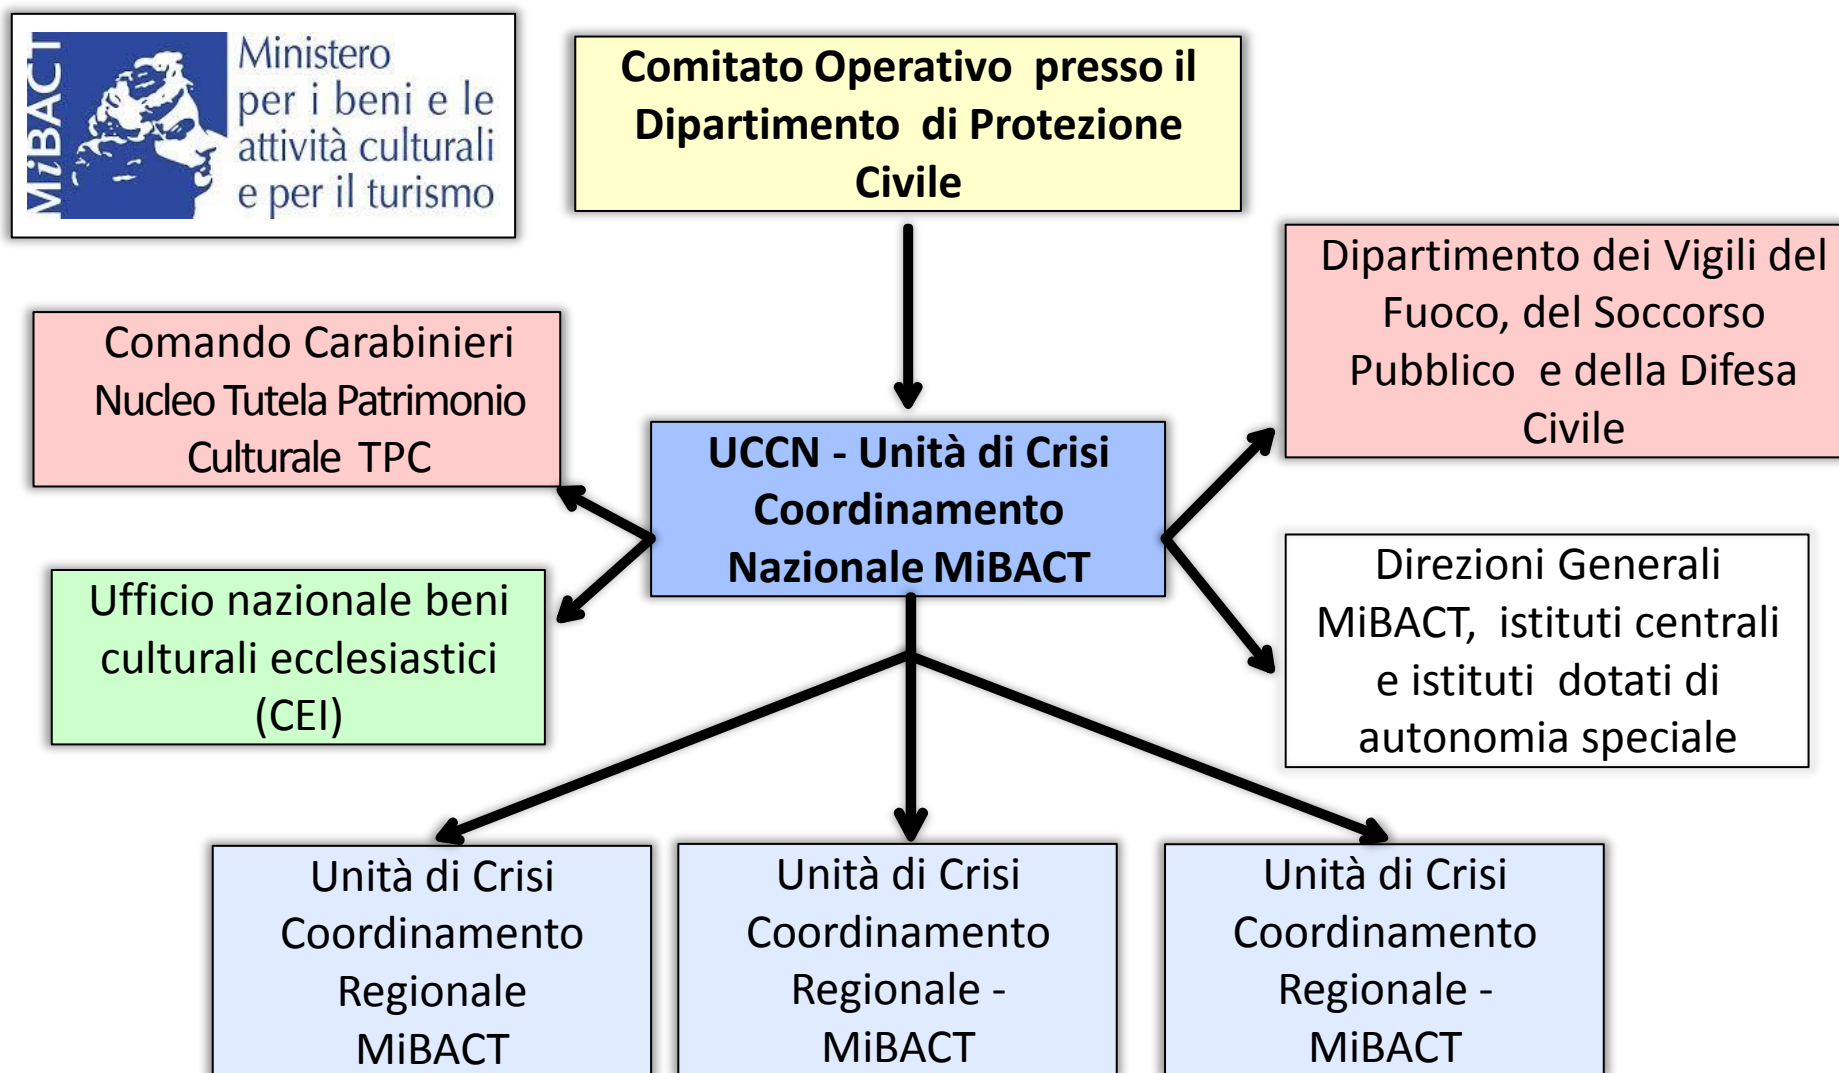 MiBACT
Ministero
per i beni e le
attività culturali
e per il turismo
Comitato Operativo presso il
Dipartimento di Protezione
Civile
Dipartimento dei Vigili del
Fuoco, del Soccorso
Pubblico e della Difesa
Civile
Comando Carabinieri
Nucleo Tutela Patrimonio
Culturale TPC
UCCN - Unità di Crisi
Coordinamento
Nazionale MiBACT
Ufficio nazionale beni
culturali ecclesiastici
(CEI)
Direzioni Generali
MiBACT, istituti centrali
e istituti dotati di
autonomia speciale
Unità di Crisi
Coordinamento
Regionale
MiBACT
Unità di Crisi
Coordinamento
Regionale -
MiBACT
Unità di Crisi
Coordinamento
Regionale -
MiBACT